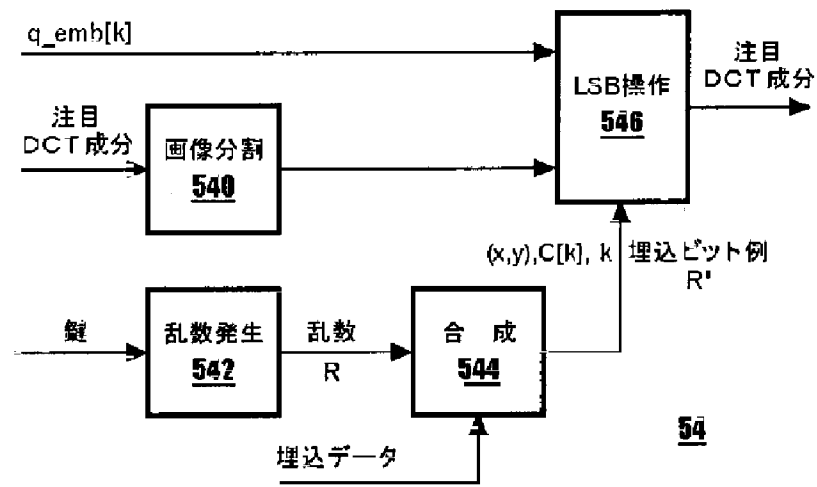 q_emb[k]
注目
DCT成分
画像分割
540
LSB操作
546
注目
DCT成分
(x,y),C[k], k 埋込ビット例
R'
鍵
乱数発生
542
乱数
R
合 成
544
埋込データ
54